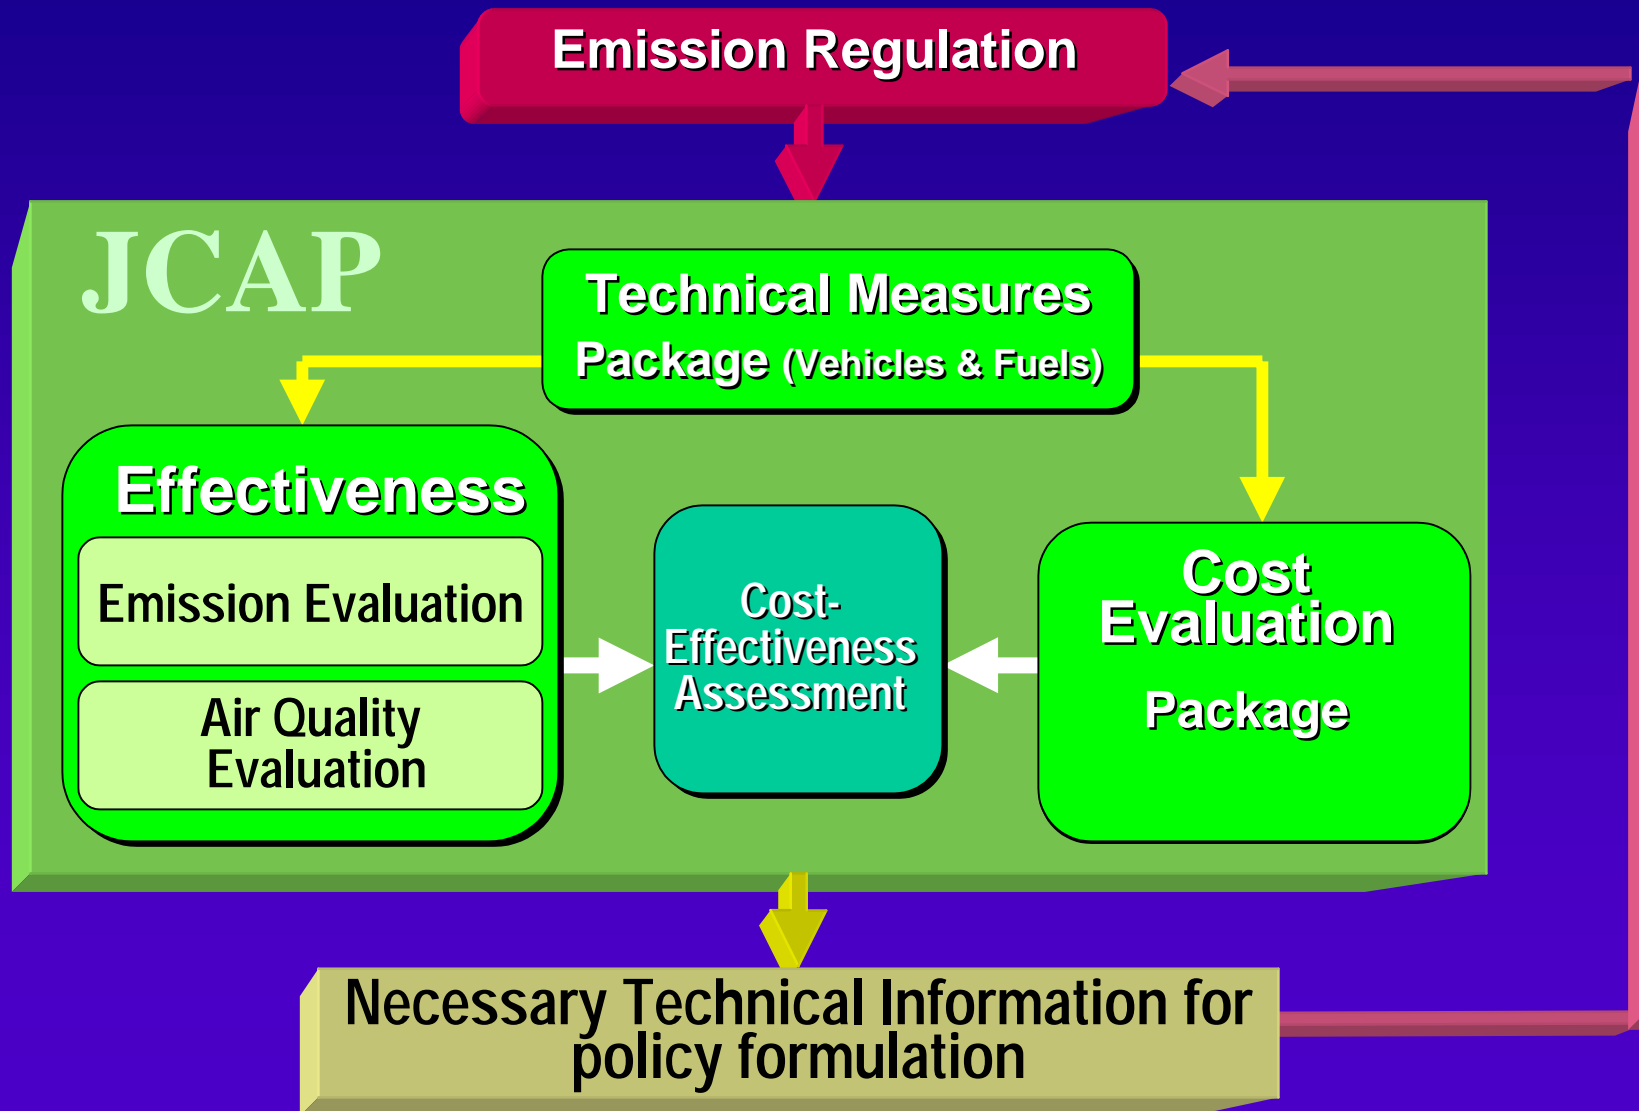 Emission Regulation
JCAP
Technical Measures
Package (Vehicles & Fuels)
Effectiveness
Emission Evaluation
Air Quality
Evaluation
Cost-
Effectiveness
Assessment
Cost
Evaluation
Package
Necessary Technical Information for
policy formulation